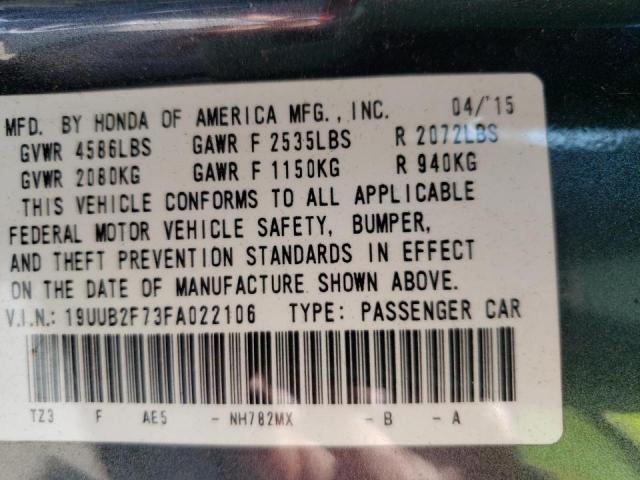 MFD. BY HONDA OF AMERICA MFG., INC. 04/'15
GVWR 4586LBS GAWR F 2535LBS R 2072LBS
GVWR 2080KG GAWR F 1150KG R 940KG
THIS VEHICLE CONFORMS TO ALL APPLICABLE
FEDERAL MOTOR VEHICLE SAFETY, BUMPER,
AND THEFT PREVENTION STANDARDS IN EFFECT
ON THE DATE OF MANUFACTURE SHOWN ABOVE.
V.I.N.: 19UUB2F73FA022106 TYPE: PASSENGER CAR
TZ3 F AE5 - NH782MX - B - A